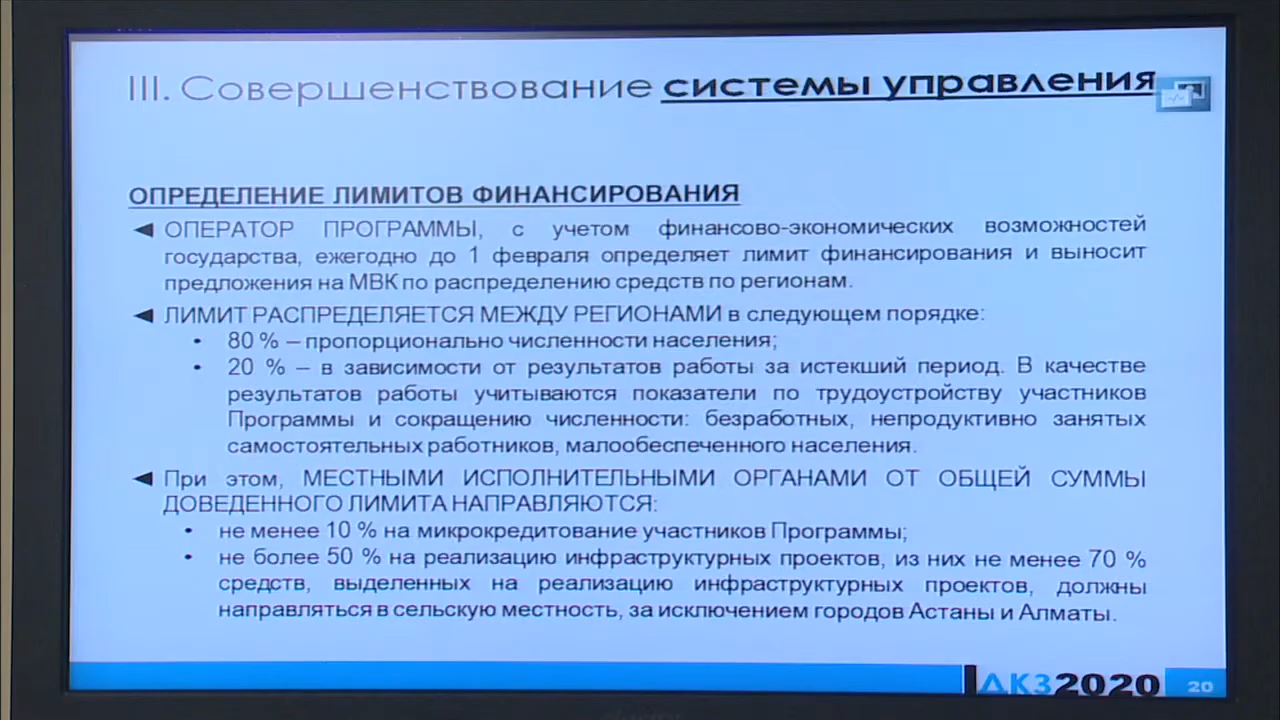 III. Совершенствование системы управления
ОПРЕДЕЛЕНИЕ ЛИМИТОВ ФИНАНСИРОВАНИЯ
ОПЕРАТОР ПРОГРАММЫ, с учетом финансово-экономических возможностей
государства, ежегодно до 1 февраля определяет лимит финансирования и выносит
предложения на МВК по распределению средств по регионам.
ЛИМИТ РАСПРЕДЕЛЯЕТСЯ МЕЖДУ РЕГИОНАМИ в следующем порядке:
• 80 % – пропорционально численности населения;
• 20 % – в зависимости от результатов работы за истекший период. В качестве
результатов работы учитываются показатели по трудоустройству участников
Программы и сокращению численности: безработных, непродуктивно занятых
самостоятельных работников, малообеспеченного населения.
При этом, МЕСТНЫМИ ИСПОЛНИТЕЛЬНЫМИ ОРГАНАМИ ОТ ОБЩЕЙ СУММЫ
ДОВЕДЕННОГО ЛИМИТА НАПРАВЛЯЮТСЯ:
• не менее 10 % на микрокредитование участников Программы;
• не более 50 % на реализацию инфраструктурных проектов, из них не менее 70 %
средств, выделенных на реализацию инфраструктурных проектов, должны
направляться в сельскую местность, за исключением городов Астаны и Алматы.
ДКЗ2020
20